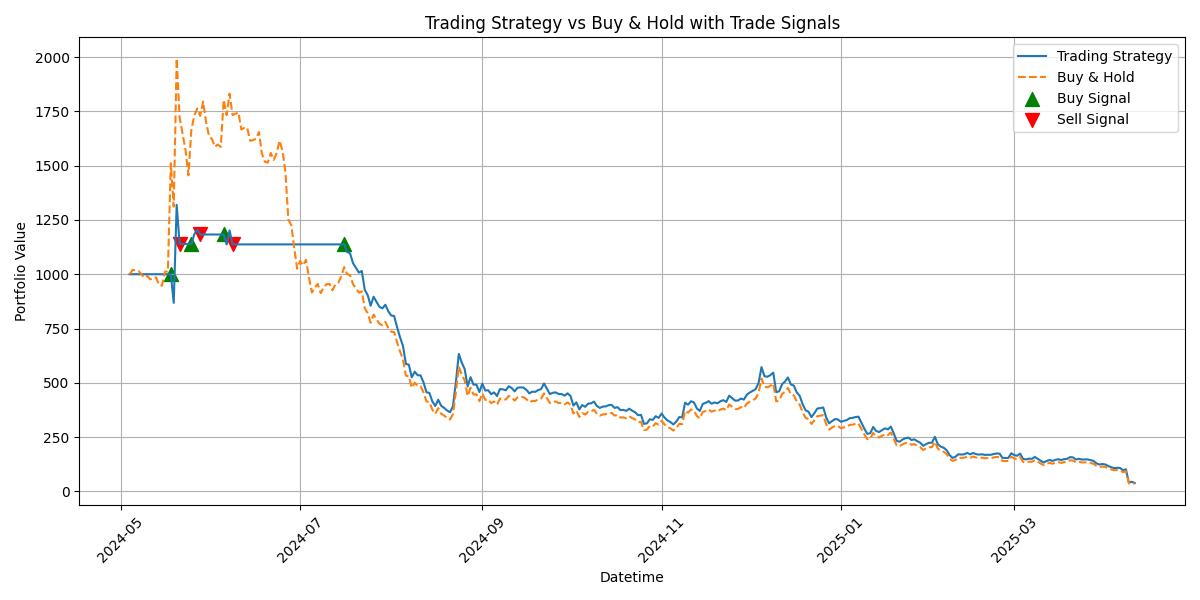 Trading Strategy vs Buy & Hold with Trade Signals
Trading Strategy
Buy & Hold
Buy Signal
Sell Signal
2000
1750
1500
1250
1000
750
500
250
0
Portfolio Value
2024-05
2024-07
2024-09
2024-11
2025-01
2025-03
Datetime